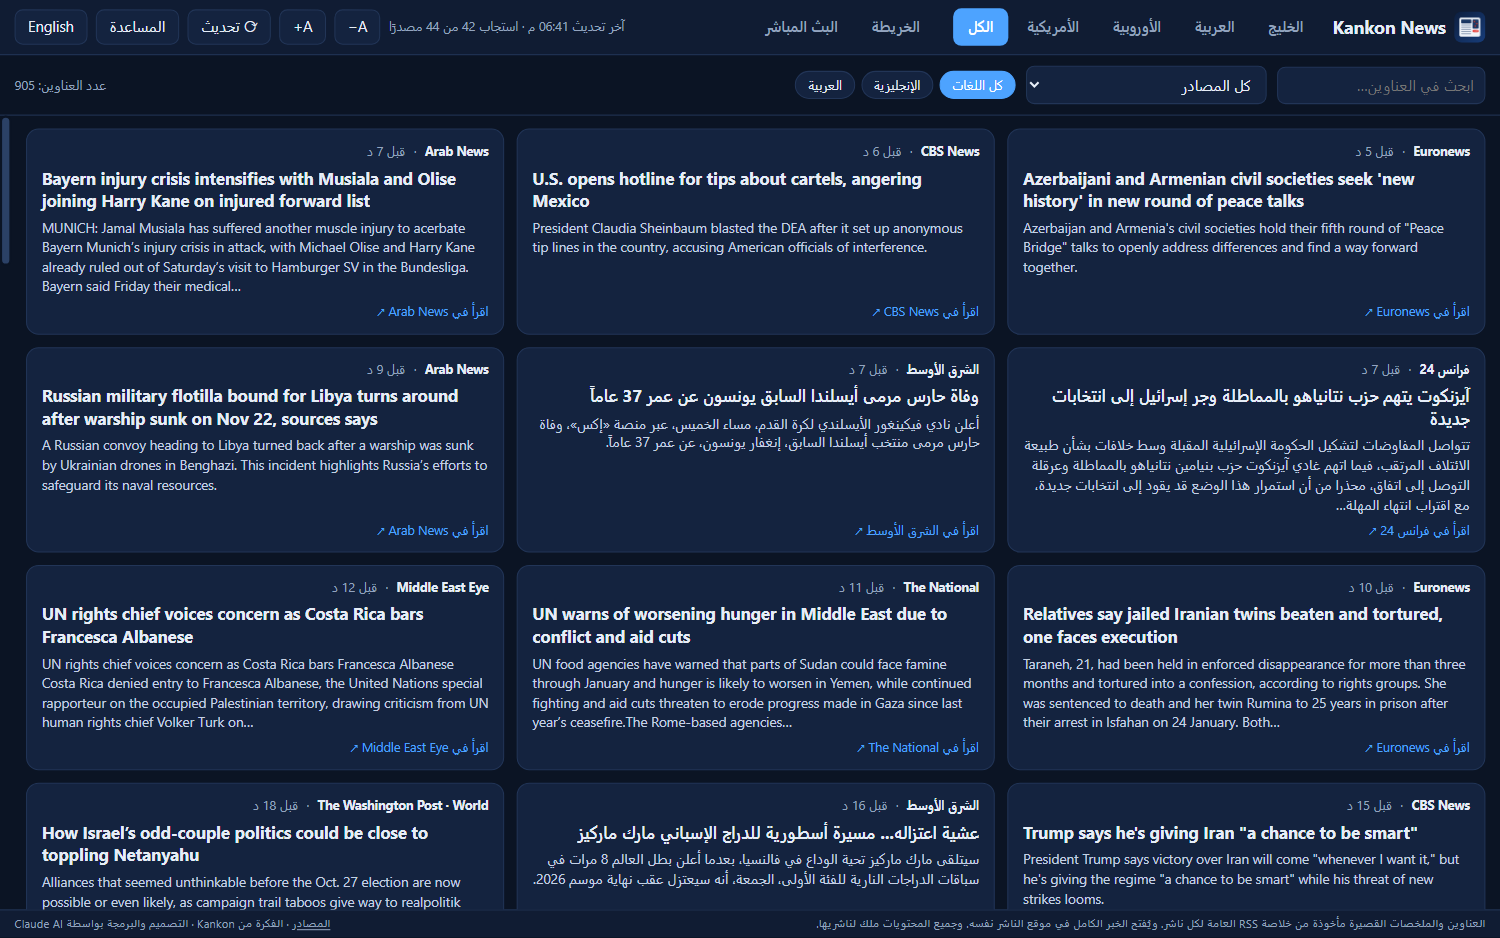 Kankon News
الخليج
العربية
الأوروبية
الأمريكية
الكل
الخريطة
البث المباشر
آخر تحديث 06:41 م · استجاب 42 من 44 مصدرًا
A−
A+
⟳ تحديث
المساعدة
English
ابحث في العناوين...
كل المصادر
كل اللغات
الإنجليزية
العربية
عدد العناوين: 905
Euronews · قبل 5 د
Azerbaijani and Armenian civil societies seek 'new
history' in new round of peace talks
Azerbaijan and Armenia's civil societies hold their fifth round of "Peace
Bridge" talks to openly address differences and find a way forward
together.
اقرأ في Euronews ↗
CBS News · قبل 6 د
U.S. opens hotline for tips about cartels, angering
Mexico
President Claudia Sheinbaum blasted the DEA after it set up anonymous
tip lines in the country, accusing American officials of interference.
اقرأ في CBS News ↗
Arab News · قبل 7 د
Bayern injury crisis intensifies with Musiala and Olise
joining Harry Kane on injured forward list
MUNICH: Jamal Musiala has suffered another muscle injury to acerbate
Bayern Munich’s injury crisis in attack, with Michael Olise and Harry Kane
already ruled out of Saturday’s visit to Hamburger SV in the Bundesliga.
Bayern said Friday their medical...
اقرأ في Arab News ↗
فرانس 24 · قبل 7 د
آيزنكوت يتهم حزب نتانياهو بالمماطلة وجر إسرائيل إلى انتخابات
جديدة
تتواصل المفاوضات لتشكيل الحكومة الإسرائيلية المقبلة وسط خلافات بشأن طبيعة
الائتلاف المرتقب، فيما اتهم غادي آيزنكوت حزب بنيامين نتانياهو بالمماطلة وعرقلة
التوصل إلى اتفاق، محذرا من أن استمرار هذا الوضع قد يقود إلى انتخابات جديدة،
مع اقتراب انتهاء المهلة...
اقرأ في فرانس 24 ↗
الشرق الأوسط · قبل 7 د
وفاة حارس مرمى آيسلندا السابق يونسون عن عمر 37 عاماً
أعلن نادي فيكينغور الآيسلندي لكرة القدم، مساء الخميس، عبر منصة «إكس»، وفاة
حارس مرمى منتخب آيسلندا السابق، إنغفار يونسون، عن عمر 37 عاماً.
اقرأ في الشرق الأوسط ↗
Arab News · قبل 9 د
Russian military flotilla bound for Libya turns around
after warship sunk on Nov 22, sources says
A Russian convoy heading to Libya turned back after a warship was sunk
by Ukrainian drones in Benghazi. This incident highlights Russia’s efforts to
safeguard its naval resources.
اقرأ في Arab News ↗
Euronews · قبل 10 د
Relatives say jailed Iranian twins beaten and tortured,
one faces execution
Taraneh, 21, had been held in enforced disappearance for more than three
months and tortured into a confession, according to rights groups. She
was sentenced to death and her twin Rumina to 25 years in prison after
their arrest in Isfahan on 24 January. Both...
اقرأ في Euronews ↗
The National · قبل 11 د
UN warns of worsening hunger in Middle East due to
conflict and aid cuts
UN food agencies have warned that parts of Sudan could face famine
through January and hunger is likely to worsen in Yemen, while continued
fighting and aid cuts threaten to erode progress made in Gaza since last
year’s ceasefire.The Rome-based agencies...
اقرأ في The National ↗
Middle East Eye · قبل 12 د
UN rights chief voices concern as Costa Rica bars
Francesca Albanese
UN rights chief voices concern as Costa Rica bars Francesca Albanese
Costa Rica denied entry to Francesca Albanese, the United Nations special
rapporteur on the occupied Palestinian territory, drawing criticism from UN
human rights chief Volker Turk on...
اقرأ في Middle East Eye ↗
CBS News · قبل 15 د
Trump says he's giving Iran "a chance to be smart"
President Trump says victory over Iran will come "whenever I want it," but
he's giving the regime "a chance to be smart" while his threat of new
strikes looms.
الشرق الأوسط · قبل 16 د
عشية اعتزاله... مسيرة أسطورية للدراج الإسباني مارك ماركيز
سيتلقى مارك ماركيز تحية الوداع في فالنسيا، بعدما أعلن بطل العالم 8 مرات في
سباقات الدراجات النارية للفئة الأولى، الجمعة، أنه سيعتزل عقب نهاية موسم 2026.
The Washington Post - World · قبل 18 د
How Israel’s odd-couple politics could be close to
toppling Netanyahu
Alliances that seemed unthinkable before the Oct. 27 election are now
possible or even likely, as campaign trail taboos give way to realpolitik
العناوين والملخصات القصيرة مأخوذة من خلاصة RSS العامة لكل ناشر. ويُفتح الخبر الكامل في موقع الناشر نفسه. وجميع المحتويات ملك لناشريها.
المصادر · الفكرة من Kankon · التصميم والبرمجة بواسطة Claude AI